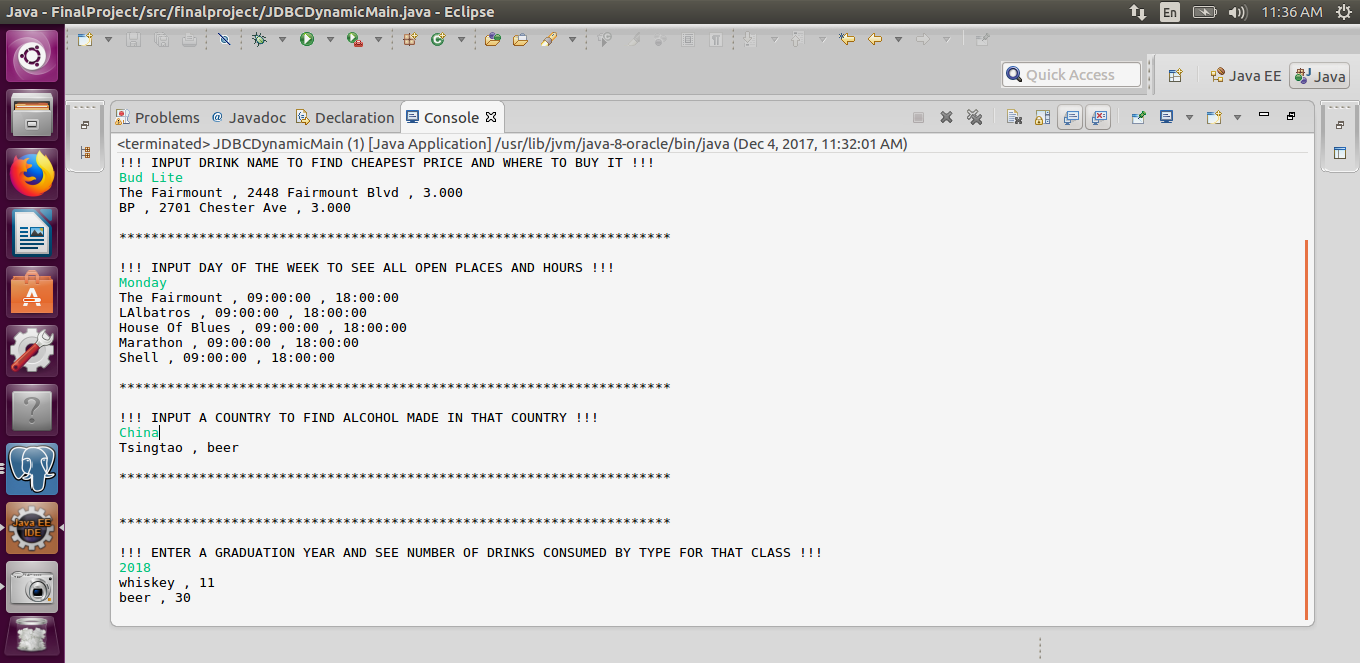 Java - FinalProject/src/finalproject/JDBCDynamicMain.java - Eclipse
En
11:36 AM
Quick Access
Java EE
Java
Problems
@ Javadoc
Declaration
Console
<terminated> JDBCDynamicMain (1) [Java Application] /usr/lib/jvm/java-8-oracle/bin/java (Dec 4, 2017, 11:32:01 AM)
!!! INPUT DRINK NAME TO FIND CHEAPEST PRICE AND WHERE TO BUY IT !!!
Bud Lite
The Fairmount , 2448 Fairmount Blvd , 3.000
BP , 2701 Chester Ave , 3.000
*********************************************************************
!!! INPUT DAY OF THE WEEK TO SEE ALL OPEN PLACES AND HOURS !!!
Monday
The Fairmount , 09:00:00 , 18:00:00
LAlbatros , 09:00:00 , 18:00:00
House Of Blues , 09:00:00 , 18:00:00
Marathon , 09:00:00 , 18:00:00
Shell , 09:00:00 , 18:00:00
*********************************************************************
!!! INPUT A COUNTRY TO FIND ALCOHOL MADE IN THAT COUNTRY !!!
China
Tsingtao , beer
*********************************************************************
*********************************************************************
!!! ENTER A GRADUATION YEAR AND SEE NUMBER OF DRINKS CONSUMED BY TYPE FOR THAT CLASS !!!
2018
whiskey , 11
beer , 30
Java EE
IDE